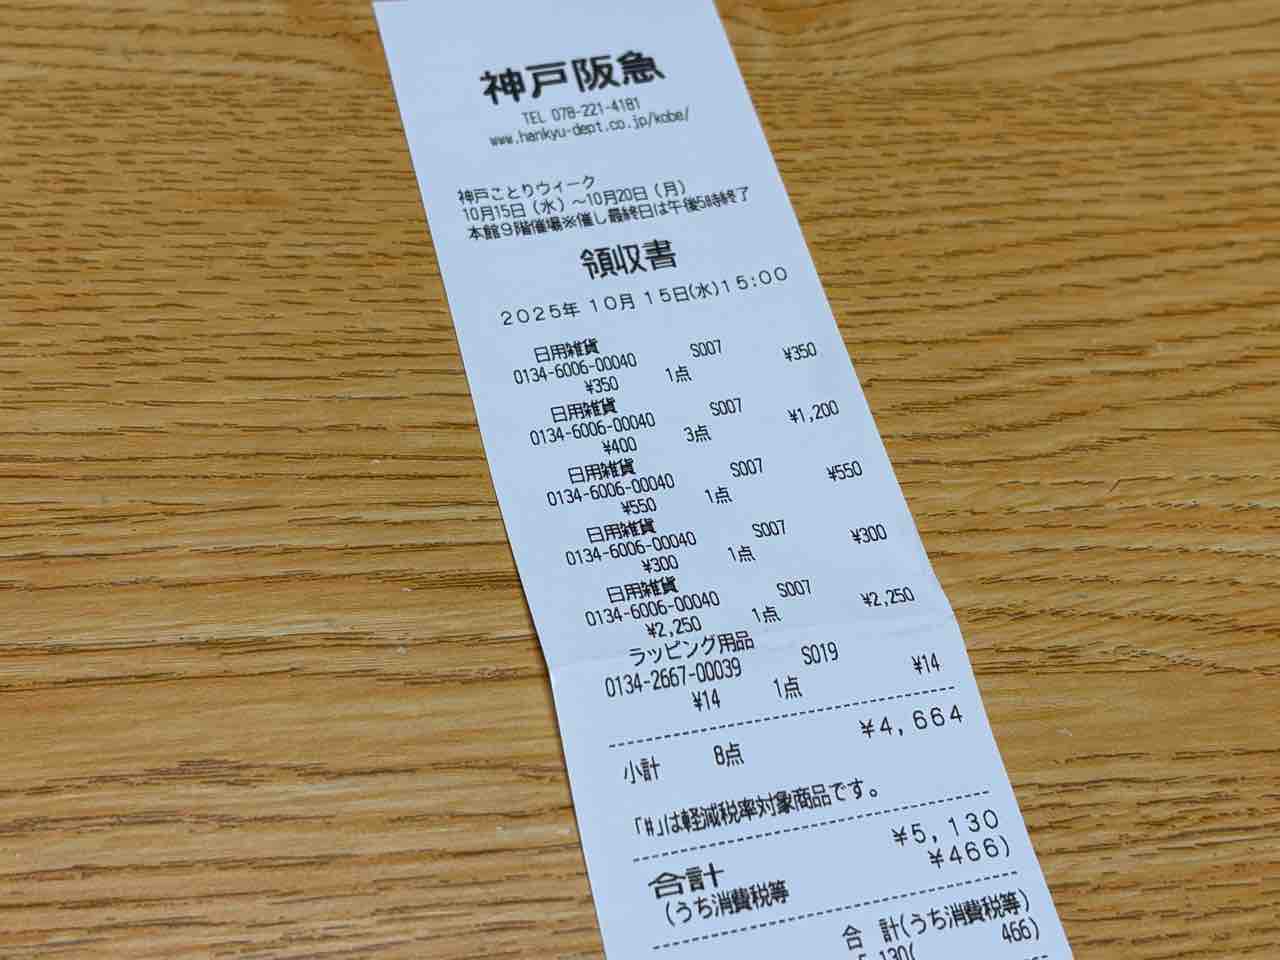 神戸阪急
TEL 078-221-4181
www.hankyu-dept.co.jp/kobe/
神戸ことりウィーク
10月15日（水）～10月20日（月）
本館９階催場※催し最終日は午後5時終了
領収書
２０２５年 １０月 １５日(水)１５:００
日用雑貨
0134-6006-00040 S007 ¥350
¥350 1点
日用雑貨
0134-6006-00040 S007 ¥1,200
¥400 3点
日用雑貨
0134-6006-00040 S007 ¥550
¥550 1点
日用雑貨
0134-6006-00040 S007 ¥300
¥300 1点
日用雑貨
0134-6006-00040 S007 ¥2,250
¥2,250 1点
ラッピング用品
0134-2667-00039 S019 ¥14
¥14 1点
小計 8点 ¥４，６６４
「#」は軽減税率対象商品です。
合計 ¥５，１３０
(うち消費税等 ¥４６６)
合 計(うち消費税等)
5,130( 466)